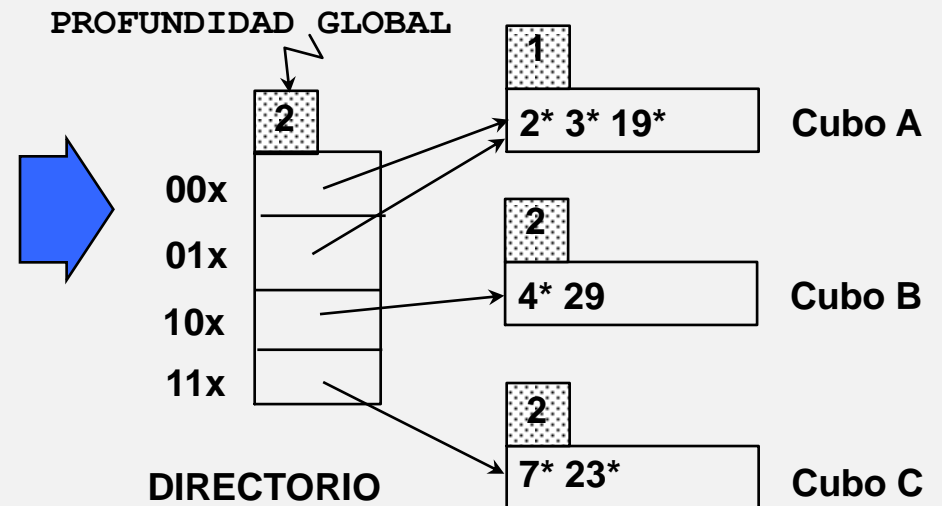 PROFUNDIDAD GLOBAL
2
00x
01x
10x
11x
DIRECTORIO
1
2* 3* 19*
Cubo A
2
4* 29
Cubo B
2
7* 23*
Cubo C